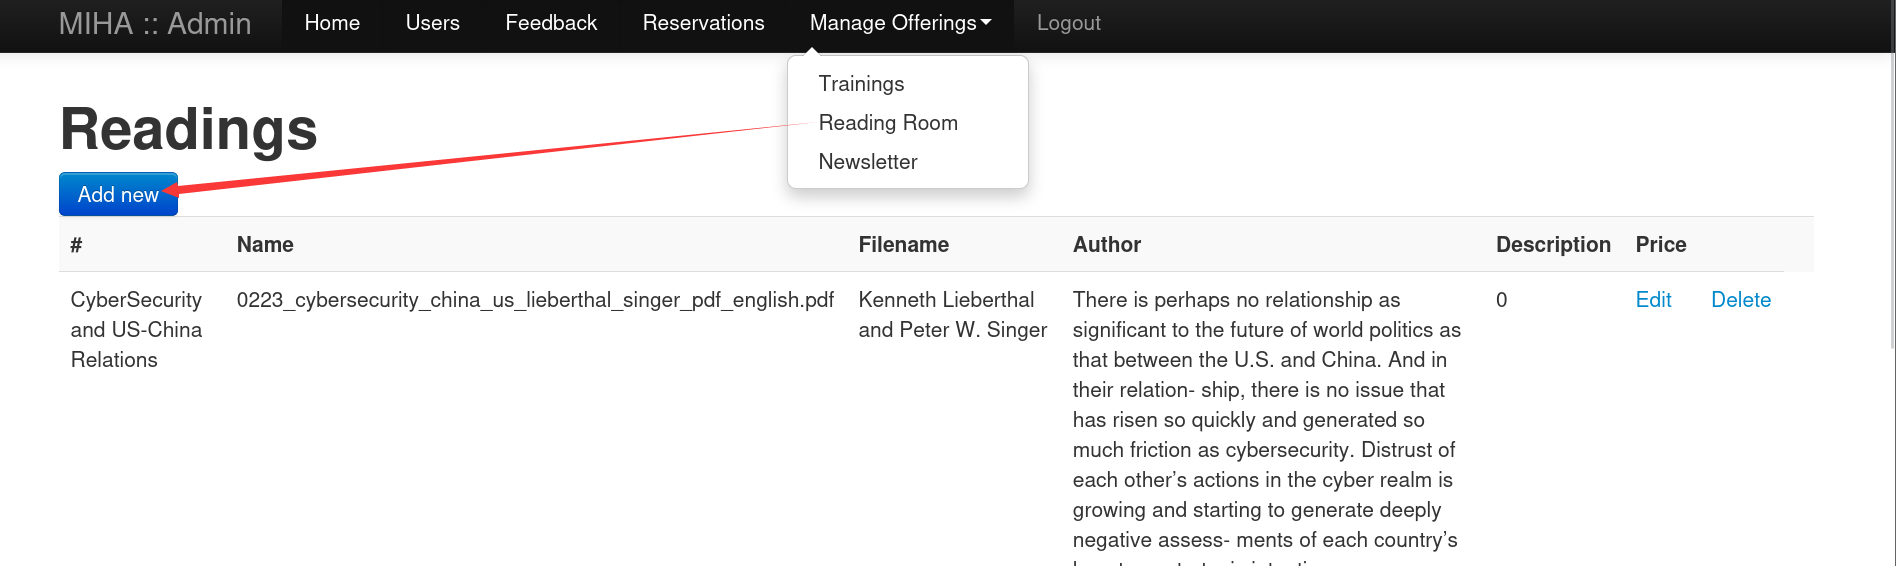 MIHA :: Admin Home Users Feedback Reservations Manage Offerings Logout
Trainings
Reading Room
Newsletter
Readings
Add new
# Name Filename Author Description Price
CyberSecurity and US-China Relations
0223_cybersecurity_china_us_lieberthal_singer_pdf_english.pdf
Kenneth Lieberthal
and Peter W. Singer
There is perhaps no relationship as
significant to the future of world politics as
that between the U.S. and China. And in
their relation- ship, there is no issue that
has risen so quickly and generated so
much friction as cybersecurity. Distrust of
each other’s actions in the cyber realm is
growing and starting to generate deeply
negative assess- ments of each country’s
0 Edit Delete